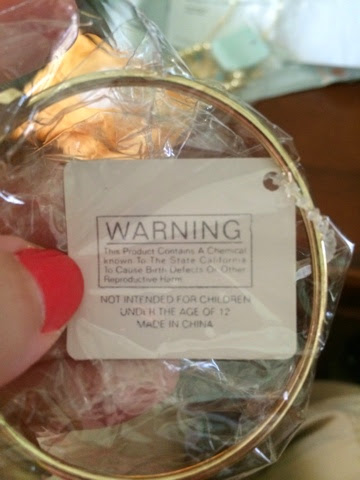 WARNING
This Product Contains A Chemical
known To The State California
To Cause Birth Defects Or Other
Reproductive Harm
NOT INTENDED FOR CHILDREN
UNDER THE AGE OF 12
MADE IN CHINA